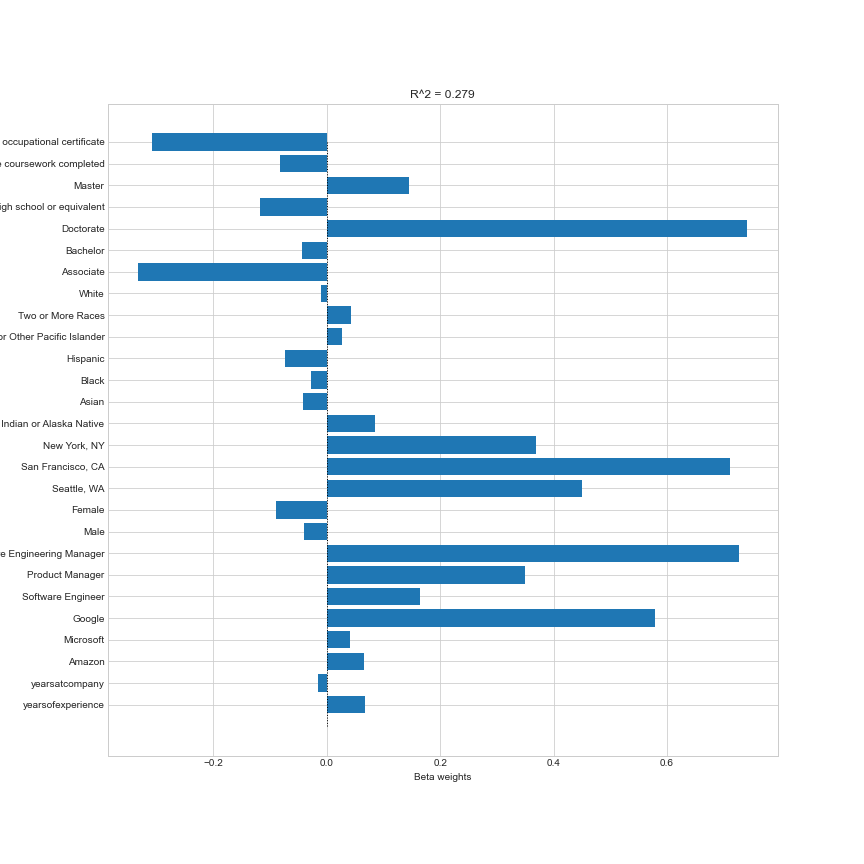 R^2 = 0.279
occupational certificate
coursework completed
Master
school or equivalent
Doctorate
Bachelor
Associate
White
Two or More Races
or Other Pacific Islander
Hispanic
Black
Asian
Indian or Alaska Native
New York, NY
San Francisco, CA
Seattle, WA
Female
Male
Engineering Manager
Product Manager
Software Engineer
Google
Microsoft
Amazon
yearsatcompany
yearsofexperience
−0.2 0.0 0.2 0.4 0.6
Beta weights